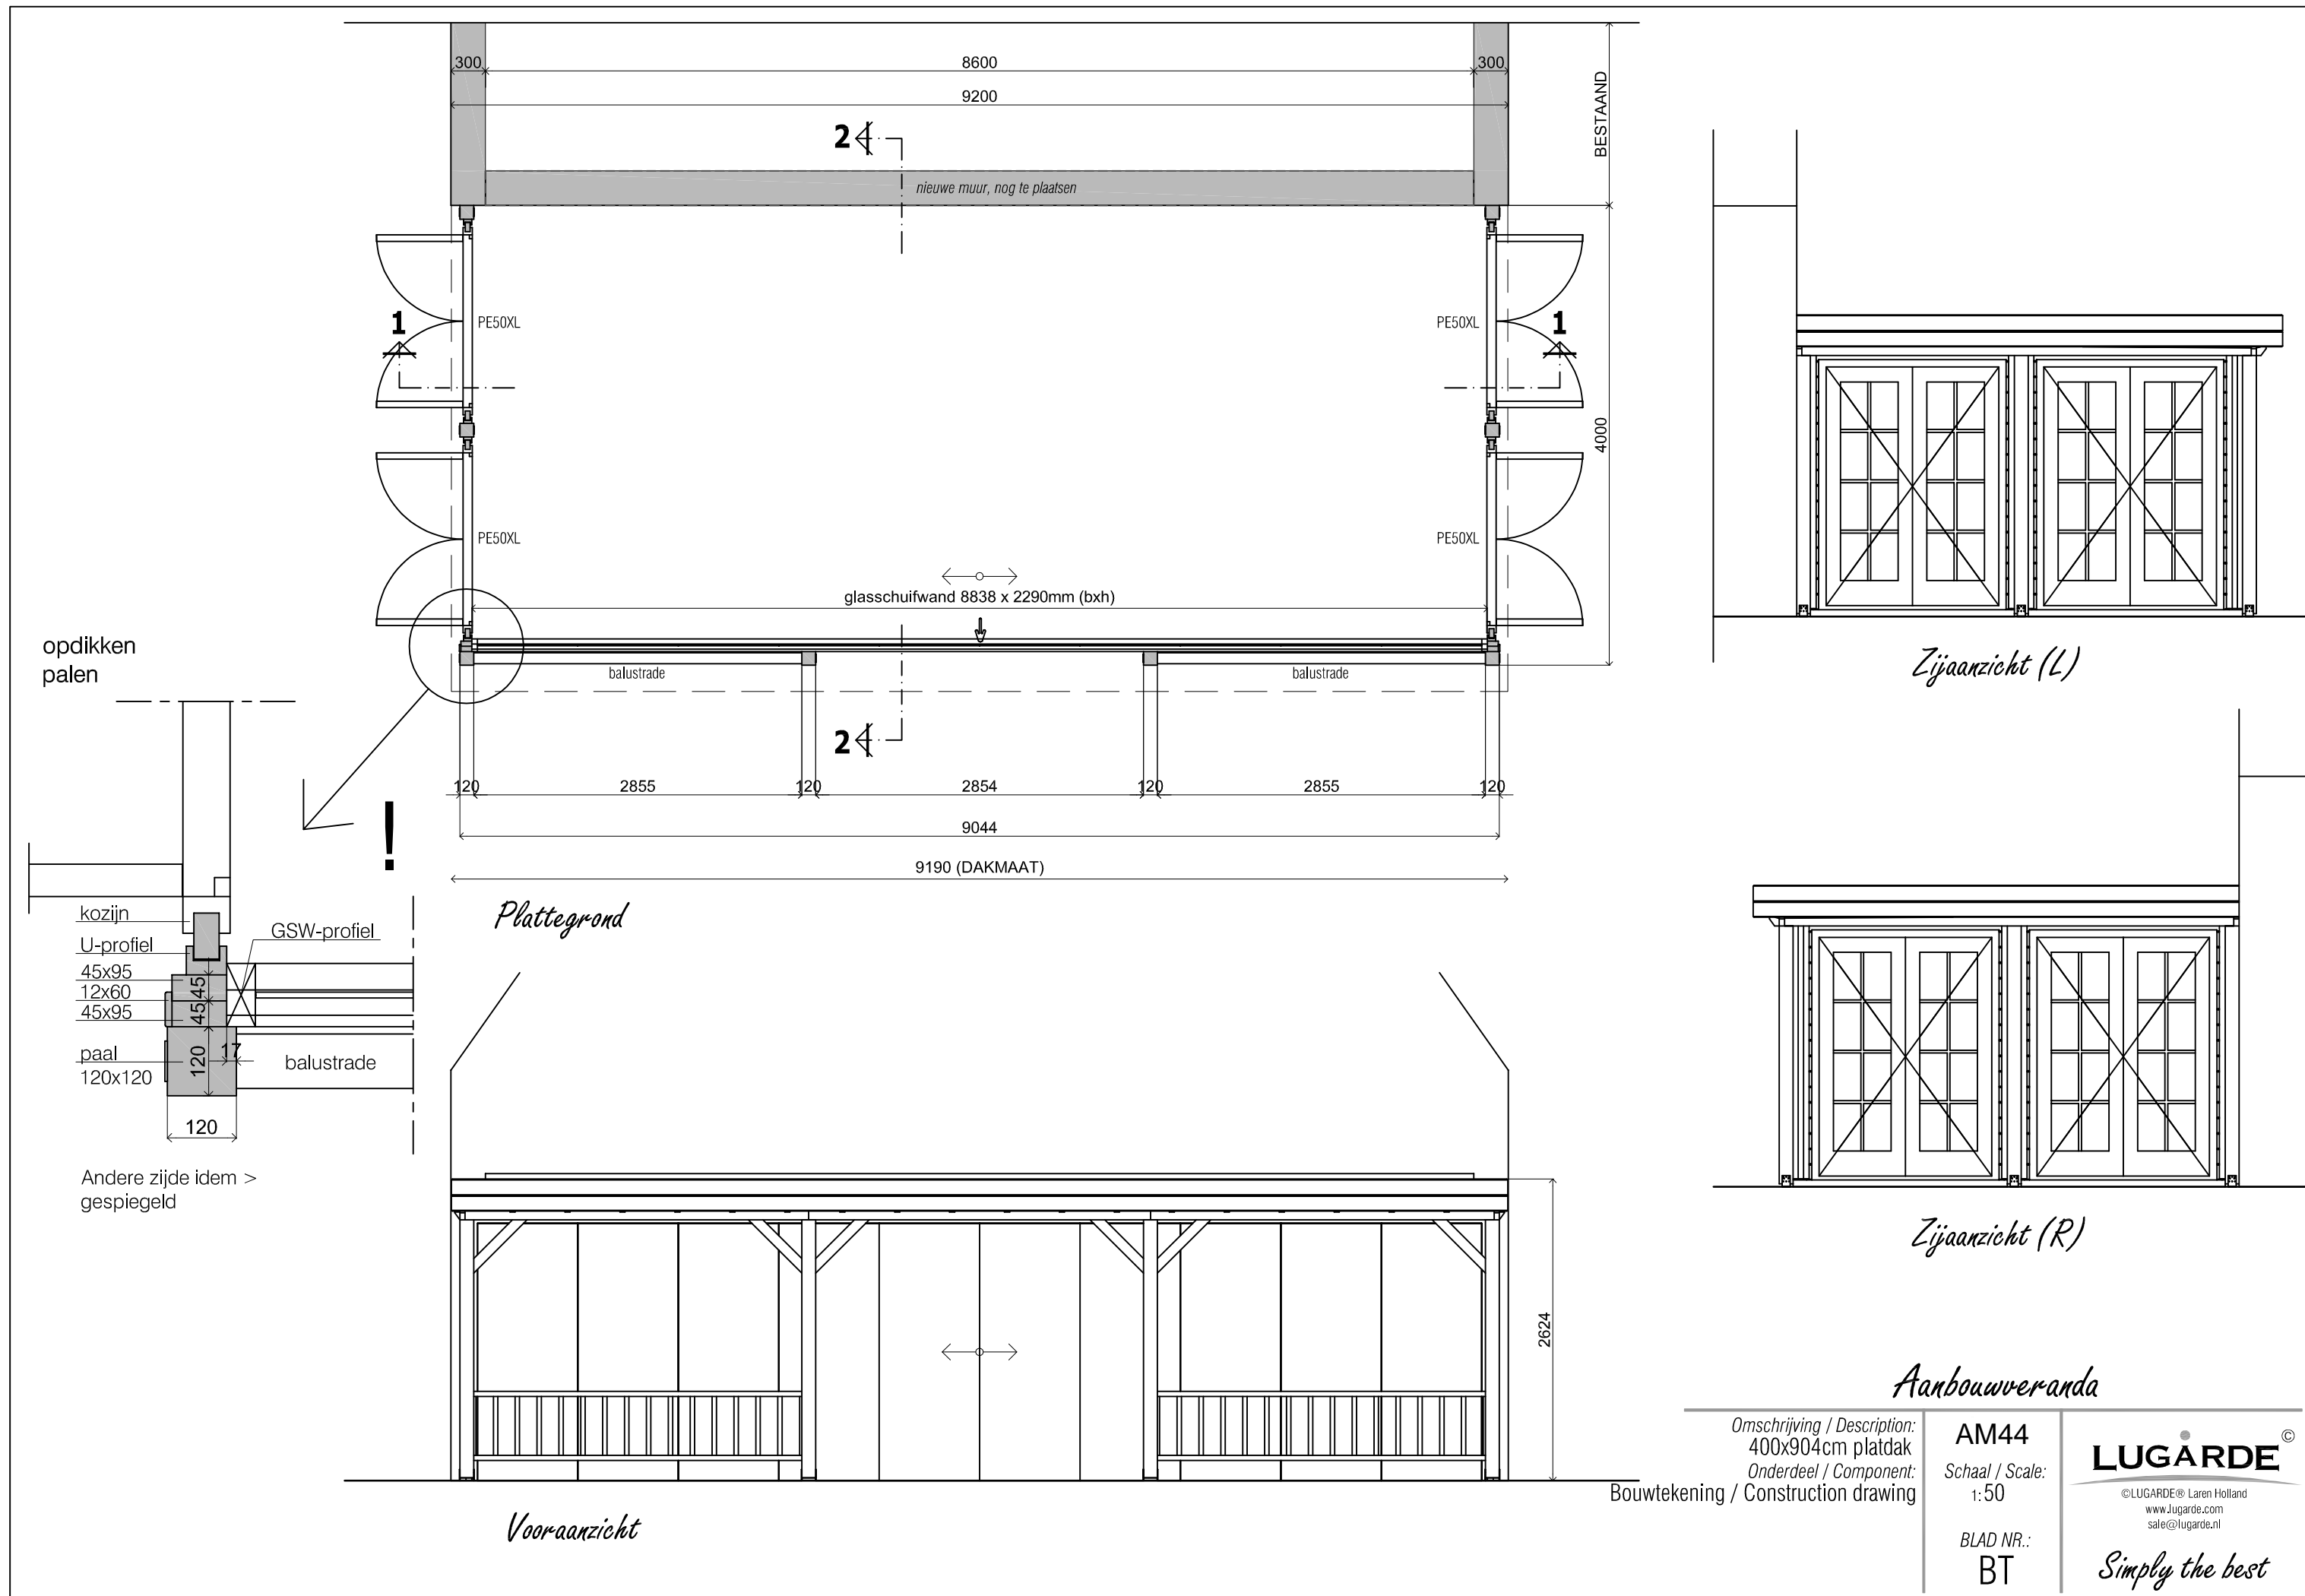 300
8600
300
9200
BESTAAND
2
nieuwe muur, nog te plaatsen
1
PE50XL
PE50XL
1
4000
PE50XL
PE50XL
glasschuifwand 8838 x 2290mm (bxh)
balustrade
balustrade
2
120
2855
120
2854
120
2855
120
9044
9190 (DAKMAAT)
Plattegrond
opdikken
palen
!
kozijn
U-profiel
45x95
12x60
45x95
paal
120x120
GSW-profiel
45
45
120
17
balustrade
120
Andere zijde idem >
gespiegeld
Zijaanzicht (L)
Zijaanzicht (R)
2624
Vooraanzicht
Aanbouwveranda
Omschrijving / Description:
400x904cm platdak
Onderdeel / Component:
Bouwtekening / Construction drawing
AM44
Schaal / Scale:
1:50
BLAD NR.:
BT
LUGARDE ©
©LUGARDE® Laren Holland
www.lugarde.com
sale@lugarde.nl
Simply the best